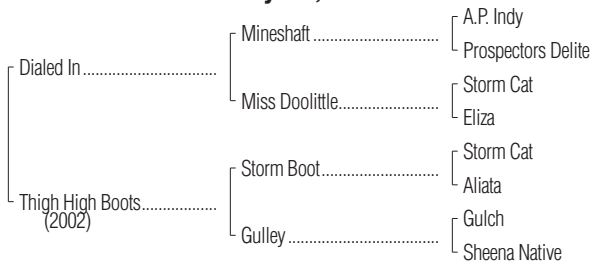 A.P. Indy
Mineshaft
Prospectors Delite
Dialed In
Storm Cat
Miss Doolittle
Eliza
Storm Cat
Storm Boot
Aliata
Thigh High Boots
(2002)
Gulch
Gulley
Sheena Native